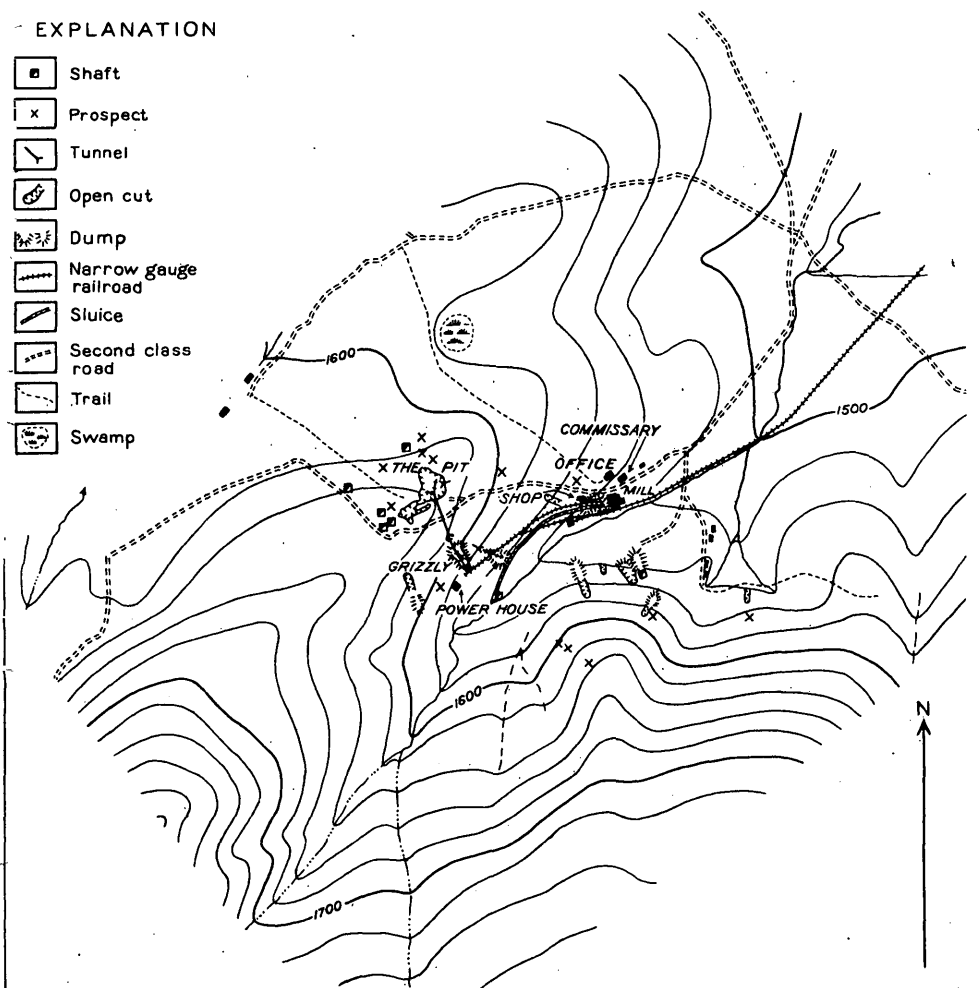 EXPLANATION
Shaft
Prospect
Tunnel
Open cut
Dump
Narrow gauge
railroad
Sluice
Second class
road
Trail
Swamp
1600
1500
COMMISSARY
OFFICE
THE PIT
SHOP
MILL
GRIZZLY
POWER HOUSE
1600
N
1700